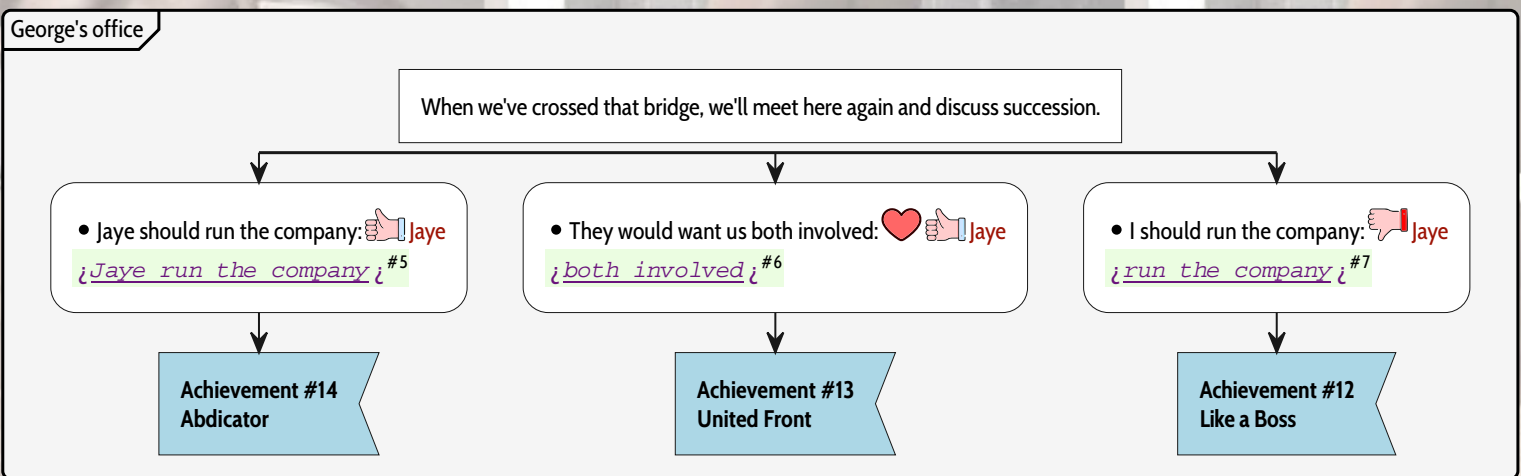 George's office
When we've crossed that bridge, we'll meet here again and discuss succession.
• Jaye should run the company: Jaye
¿Jaye run the company¿#5
• They would want us both involved: Jaye
¿both involved¿#6
• I should run the company: Jaye
¿run the company¿#7
Achievement #14
Abdicator
Achievement #13
United Front
Achievement #12
Like a Boss